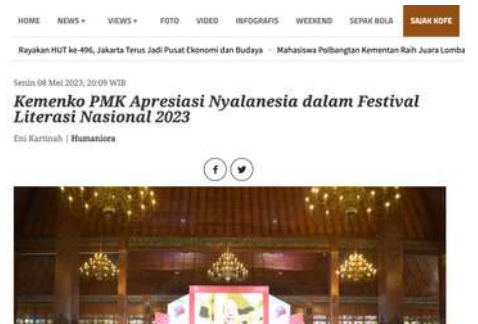 HOME NEWS VIEWS FOTO VIDEO INFOGRAFIS WEEKEND SEPAK BOLA SAJAK KOFE
Rayakan HUT ke-496, Jakarta Terus Jadi Pusat Ekonomi dan Budaya Mahasiswa Polbangtan Kementan Raih Juara Lomba
Senin 08 Mei 2023, 20:09 WIB
Kemenko PMK Apresiasi Nyalanesia dalam Festival
Literasi Nasional 2023
Eni Kartinah | Humaniora